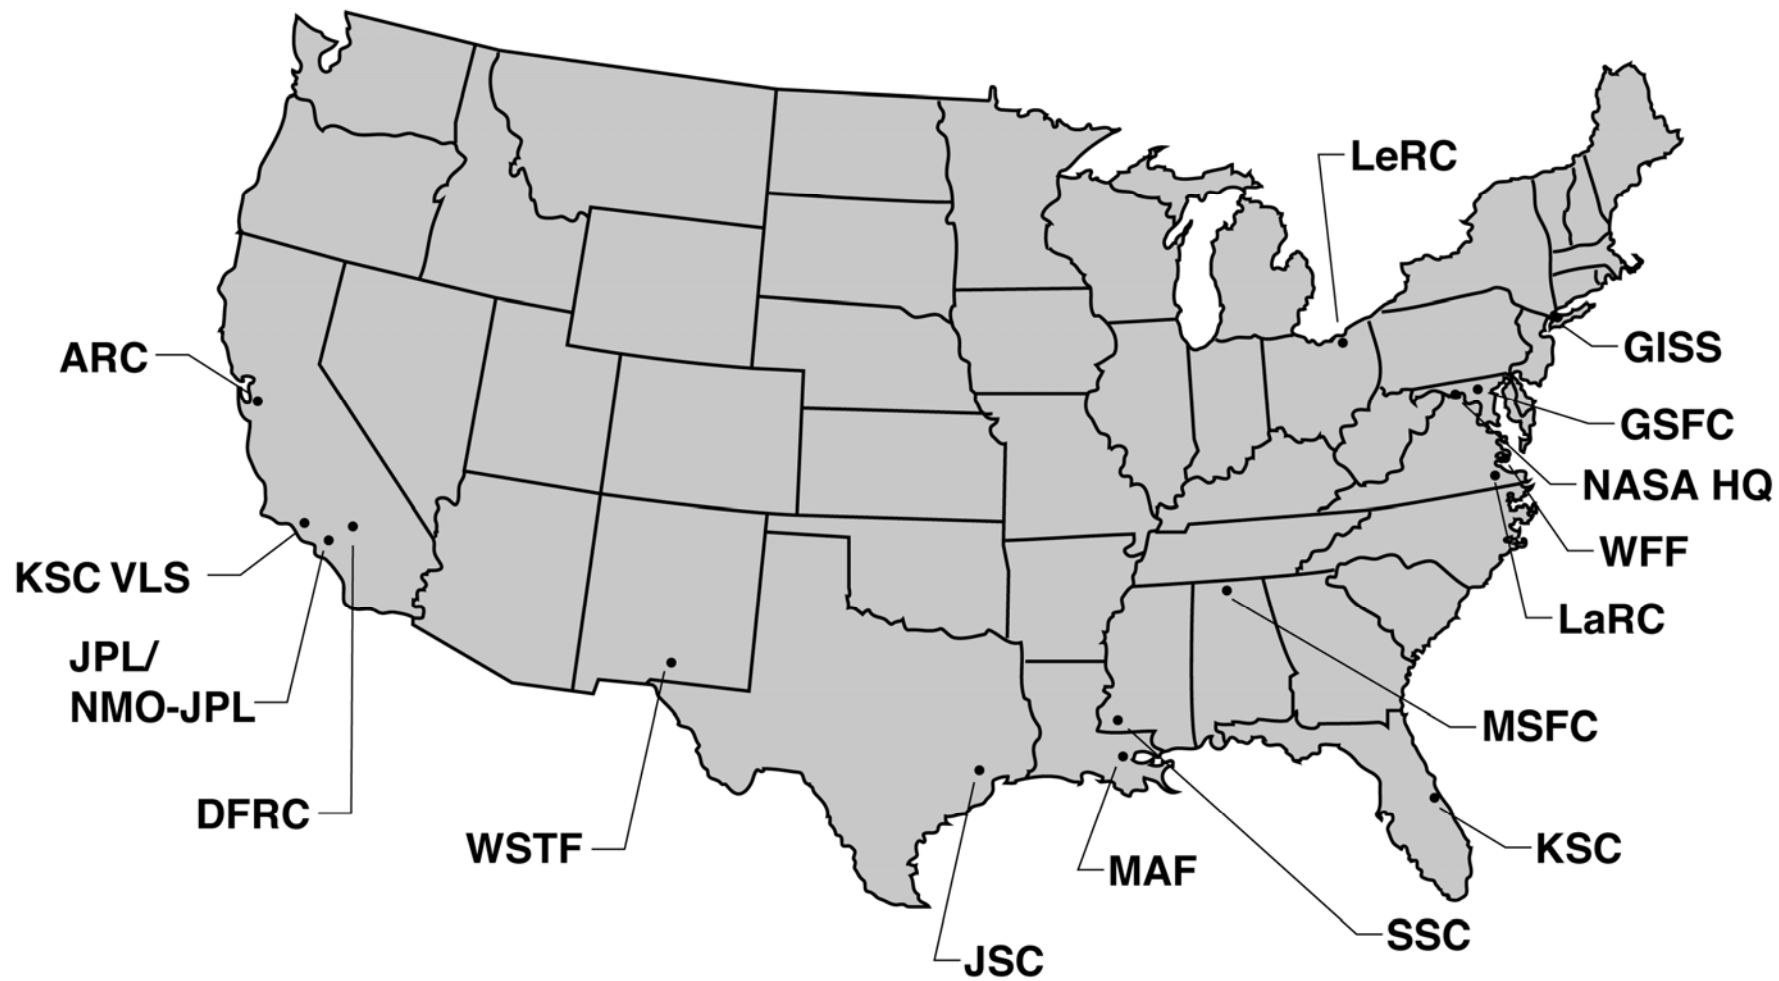 LeRC
ARC
GISS
GSFC
NASA HQ
WFF
KSC VLS
LaRC
JPL/
NMO-JPL
MSFC
DFRC
WSTF
KSC
MAF
SSC
JSC